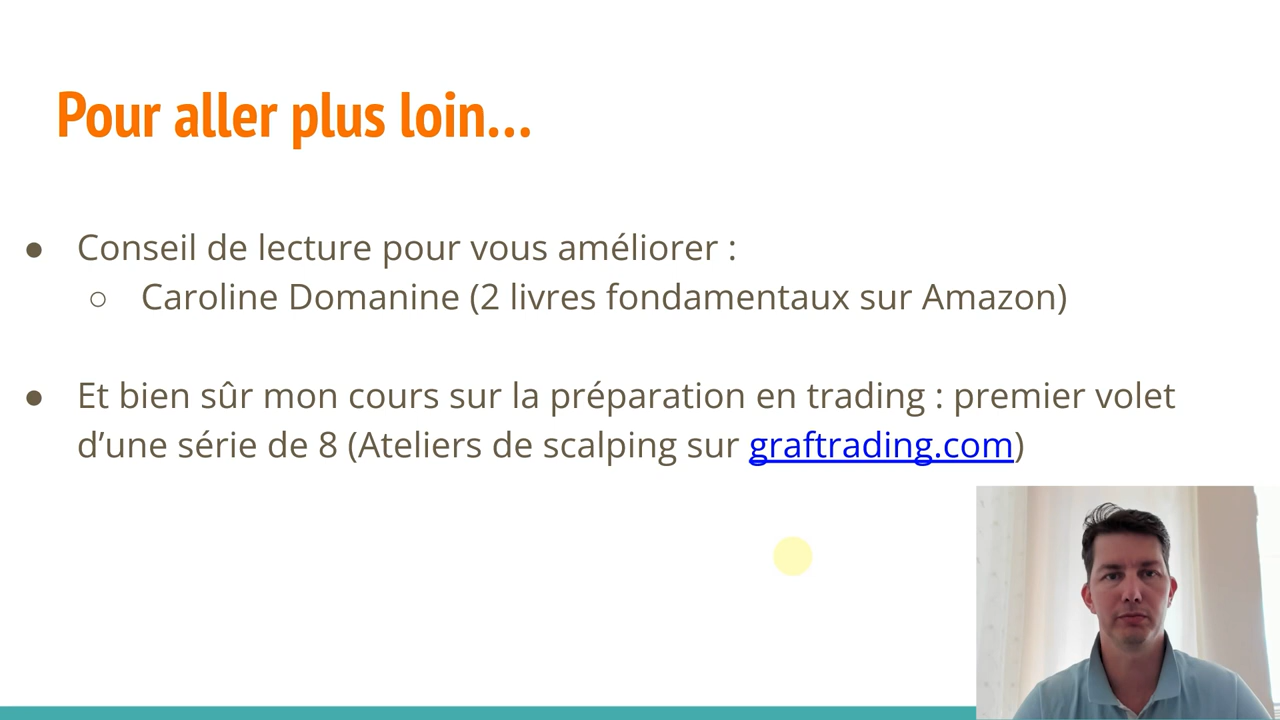 Pour aller plus loin...
● Conseil de lecture pour vous améliorer :
○ Caroline Domanine (2 livres fondamentaux sur Amazon)
● Et bien sûr mon cours sur la préparation en trading : premier volet
d’une série de 8 (Ateliers de scalping sur graftrading.com)